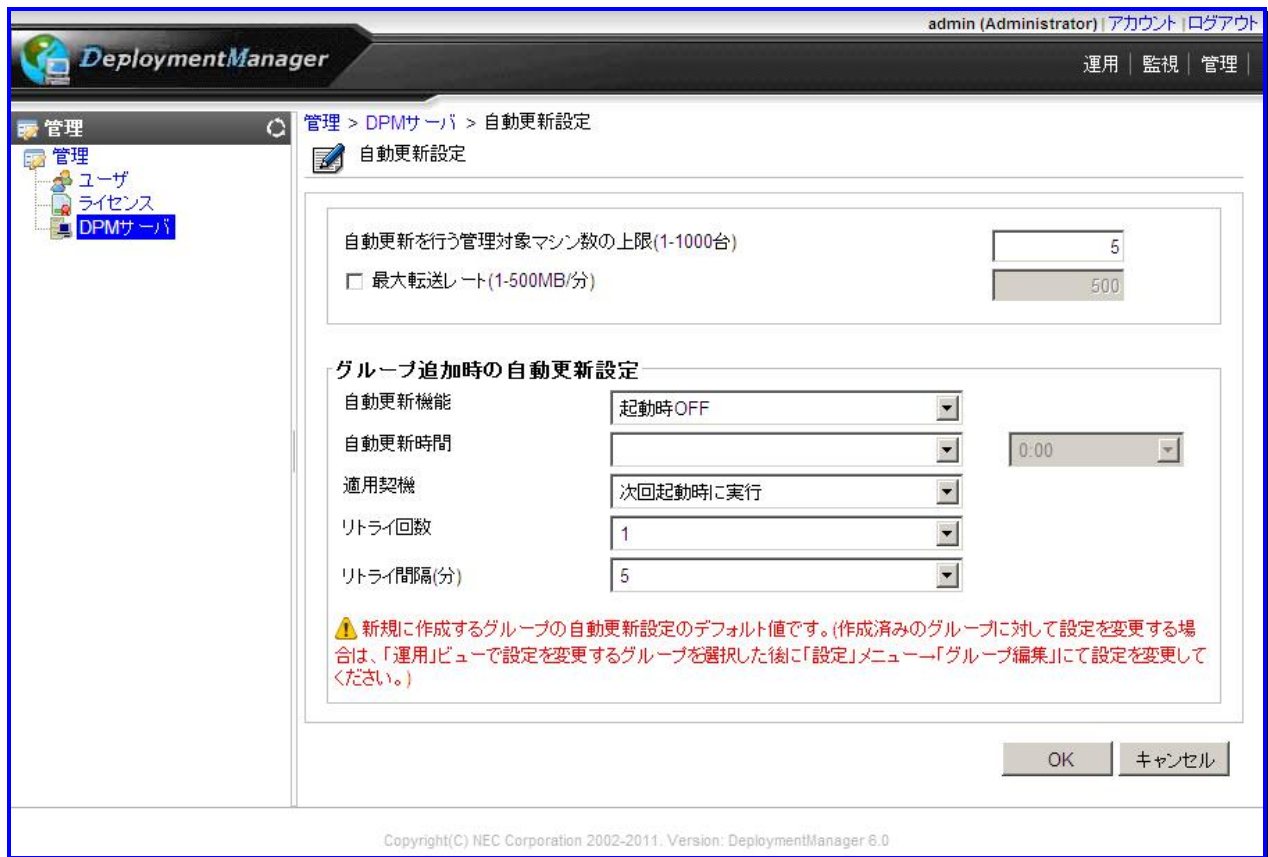 admin (Administrator) | アカウント | ログアウト
DeploymentManager
運用 | 監視 | 管理 |
管理
管理
ユーザ
ライセンス
DPMサーバ
管理 > DPMサーバ > 自動更新設定
自動更新設定
自動更新を行う管理対象マシン数の上限(1-1000台) 5
最大転送レート(1-500MB/分) 500
グループ追加時の自動更新設定
自動更新機能 起動時OFF
自動更新時間 0:00
適用契機 次回起動時に実行
リトライ回数 1
リトライ間隔(分) 5
新規に作成するグループの自動更新設定のデフォルト値です。(作成済みのグループに対して設定を変更する場
合は、「運用」ビューで設定を変更するグループを選択した後に「設定」メニュー→「グループ編集」にて設定を変更して
ください。)
OK キャンセル
Copyright(C) NEC Corporation 2002-2011. Version: DeploymentManager 6.0